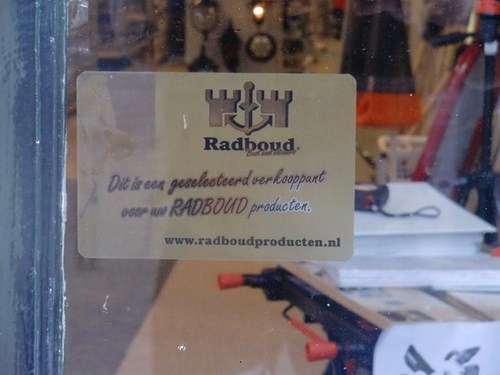 Radboud
Dit is een geselecteerd verkooppunt
voor uw RADBOUD producten.
www.radboudproducten.nl